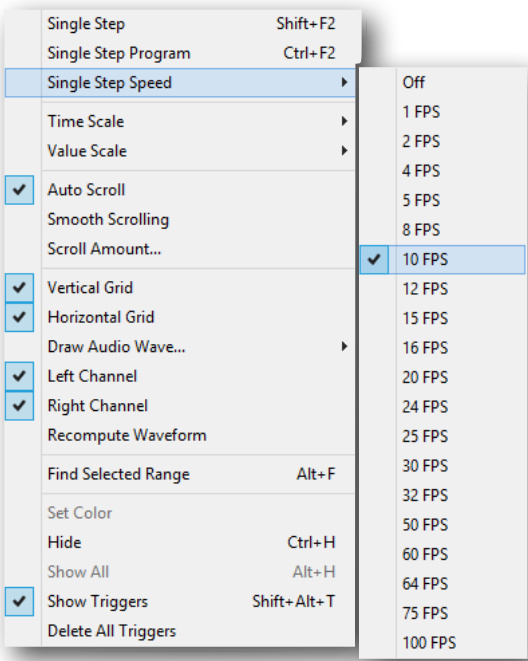 Single Step Shift+F2
Single Step Program Ctrl+F2
Single Step Speed
Time Scale
Value Scale
Auto Scroll
Smooth Scrolling
Scroll Amount...
Vertical Grid
Horizontal Grid
Draw Audio Wave...
Left Channel
Right Channel
Recompute Waveform
Find Selected Range Alt+F
Set Color
Hide Ctrl+H
Show All Alt+H
Show Triggers Shift+Alt+T
Delete All Triggers
Off
1 FPS
2 FPS
4 FPS
5 FPS
8 FPS
10 FPS
12 FPS
15 FPS
16 FPS
20 FPS
24 FPS
25 FPS
30 FPS
32 FPS
50 FPS
60 FPS
64 FPS
75 FPS
100 FPS